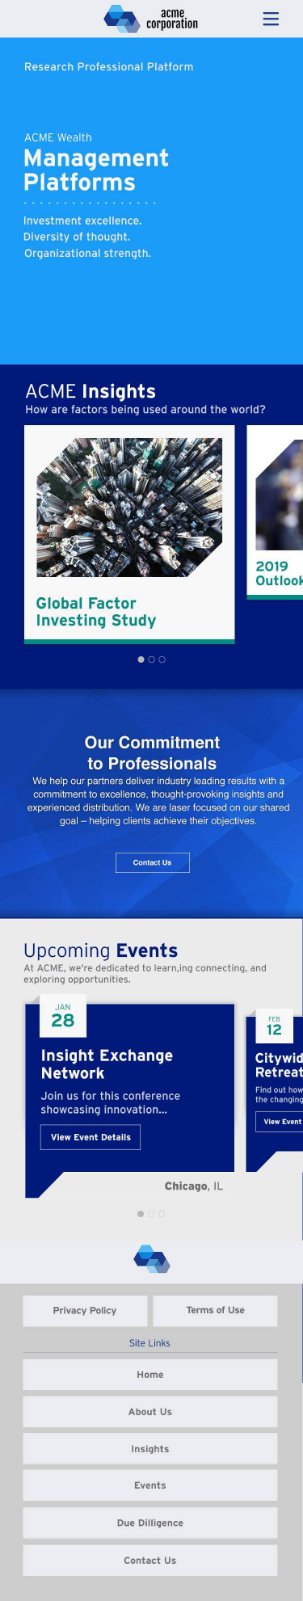 acme
corporation
Research Professional Platform
ACME Wealth
Management
Platforms
Investment excellence.
Diversity of thought.
Organizational strength.
ACME Insights
How are factors being used around the world?
Global Factor
Investing Study
2019
Outlook
Our Commitment
to Professionals
We help our partners deliver industry leading results with a
commitment to excellence, thought-provoking insights and
experienced distribution. We are laser focused on our shared
goal – helping clients achieve their objectives.
Contact Us
Upcoming Events
At ACME, we're dedicated to learn,ing connecting, and
exploring opportunities.
JAN
28
Insight Exchange
Network
Join us for this conference
showcasing innovation...
View Event Details
Chicago, IL
FEB
12
Citywid
Retreat
Find out how
the changing
View Event
Privacy Policy
Terms of Use
Site Links
Home
About Us
Insights
Events
Due Dilligence
Contact Us